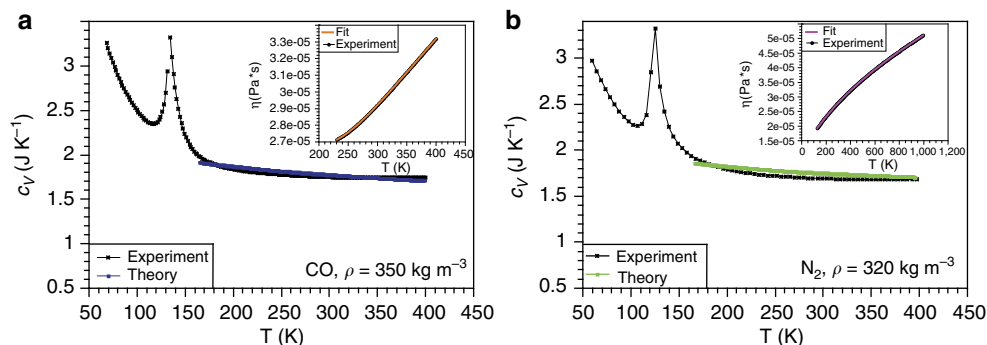 a
c_V (J K⁻¹)
3
2.5
2
1.5
1
0.5
50 100 150 200 250 300 350 400 450
T (K)
Experiment
Theory
CO, ρ = 350 kg m⁻³
η(Pa*s)
3.3e-05
3.2e-05
3.1e-05
3.0e-05
2.9e-05
2.8e-05
2.7e-05
200 250 300 350 400 450
T (K)
Fit
Experiment
b
c_V (J K⁻¹)
3
2.5
2
1.5
1
0.5
50 100 150 200 250 300 350 400 450
T (K)
Experiment
Theory
N₂, ρ = 320 kg m⁻³
η(Pa*s)
5e-05
5e-05
4e-05
4e-05
3e-05
3e-05
2e-05
1.5e-05
0 200 400 600 800 1,000 1,200
T (K)
Fit
Experiment